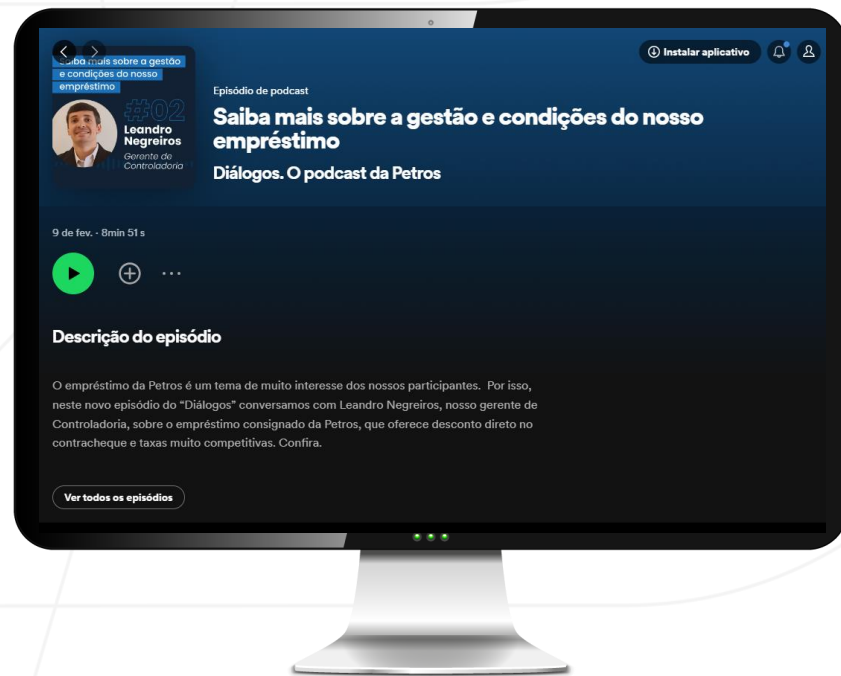 Saiba mais sobre a gestão
e condições do nosso
empréstimo
#02
Leandro
Negreiros
Gerente de
Controladoria
Instalar aplicativo
Episódio de podcast
Saiba mais sobre a gestão e condições do nosso
empréstimo
Diálogos. O podcast da Petros
9 de fev. · 8min 51 s
Descrição do episódio
O empréstimo da Petros é um tema de muito interesse dos nossos participantes. Por isso,
neste novo episódio do “Diálogos” conversamos com Leandro Negreiros, nosso gerente de
Controladoria, sobre o empréstimo consignado da Petros, que oferece desconto direto no
contracheque e taxas muito competitivas. Confira.
Ver todos os episódios